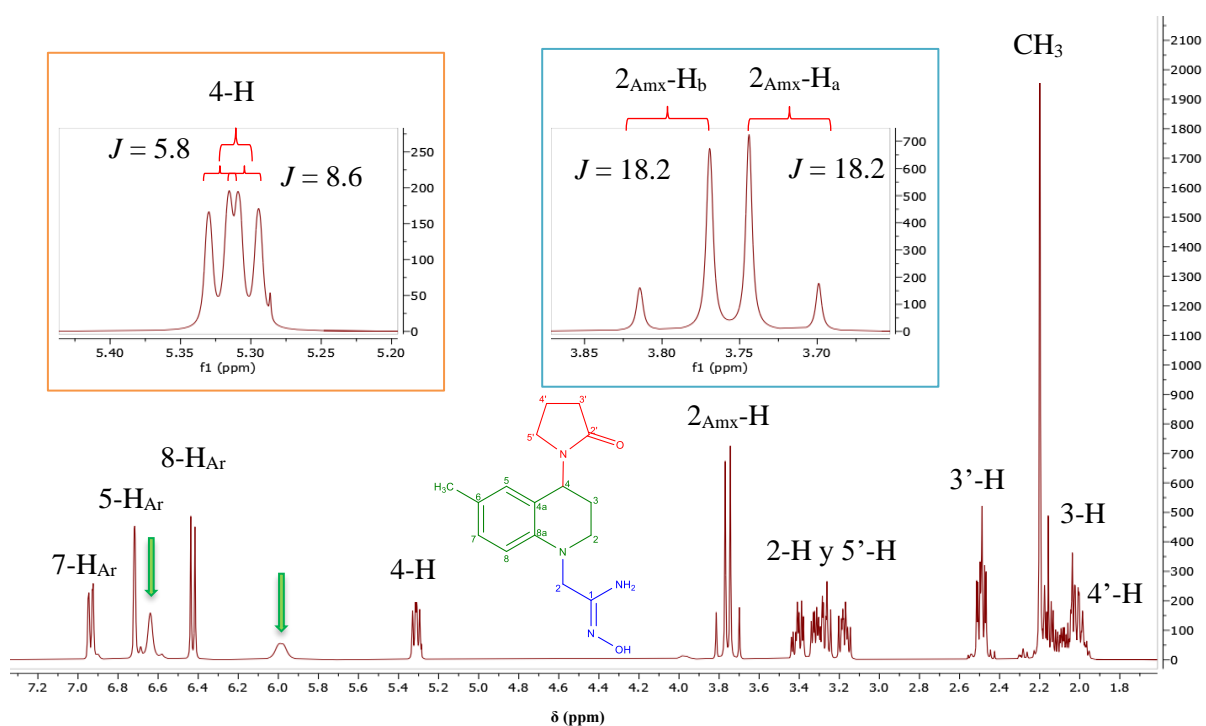 CH₃
4-H
J = 5.8
J = 8.6
250
200
150
100
50
0
5.40 5.35 5.30 5.25 5.20
f1 (ppm)
2Amx-Hb 2Amx-Ha
J = 18.2 J = 18.2
700
600
500
400
300
200
100
0
3.85 3.80 3.75 3.70
f1 (ppm)
2100
2000
1900
1800
1700
1600
1500
1400
1300
1200
1100
1000
900
800
700
600
500
400
300
200
100
0
7-HAr
5-HAr
8-HAr
4-H
2Amx-H
2-H y 5’-H
3’-H
3-H
4’-H
4' 3'
5' 2'
N O
H₃C 5 4
6 4a 3
7 8a 2
8 N
2 1 NH₂
N
OH
7.2 7.0 6.8 6.6 6.4 6.2 6.0 5.8 5.6 5.4 5.2 5.0 4.8 4.6 4.4 4.2 4.0 3.8 3.6 3.4 3.2 3.0 2.8 2.6 2.4 2.2 2.0 1.8
δ (ppm)